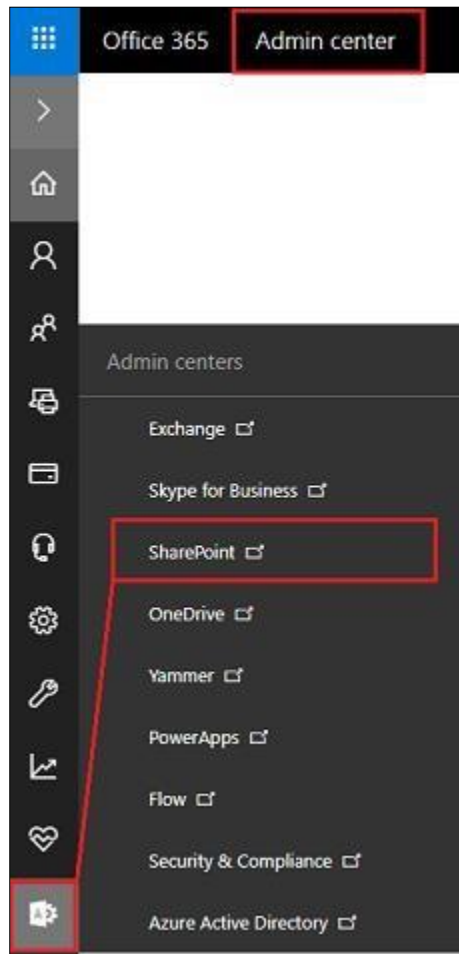 Office 365 Admin center
Admin centers
Exchange
Skype for Business
SharePoint
OneDrive
Yammer
PowerApps
Flow
Security & Compliance
Azure Active Directory